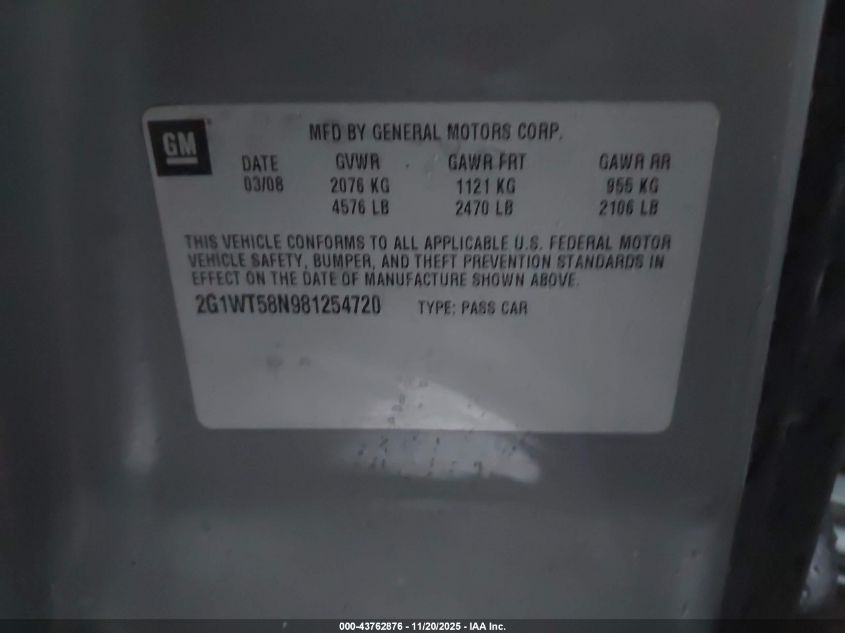 GM
MFD BY GENERAL MOTORS CORP.
DATE GVWR GAWR FRT GAWR RR
03/08 2076 KG 1121 KG 955 KG
4576 LB 2470 LB 2106 LB
THIS VEHICLE CONFORMS TO ALL APPLICABLE U.S. FEDERAL MOTOR
VEHICLE SAFETY, BUMPER, AND THEFT PREVENTION STANDARDS IN
EFFECT ON THE DATE OF MANUFACTURE SHOWN ABOVE.
2G1WT58N981254720 TYPE: PASS CAR
000-43762876 - 11/20/2025 - IAA Inc.